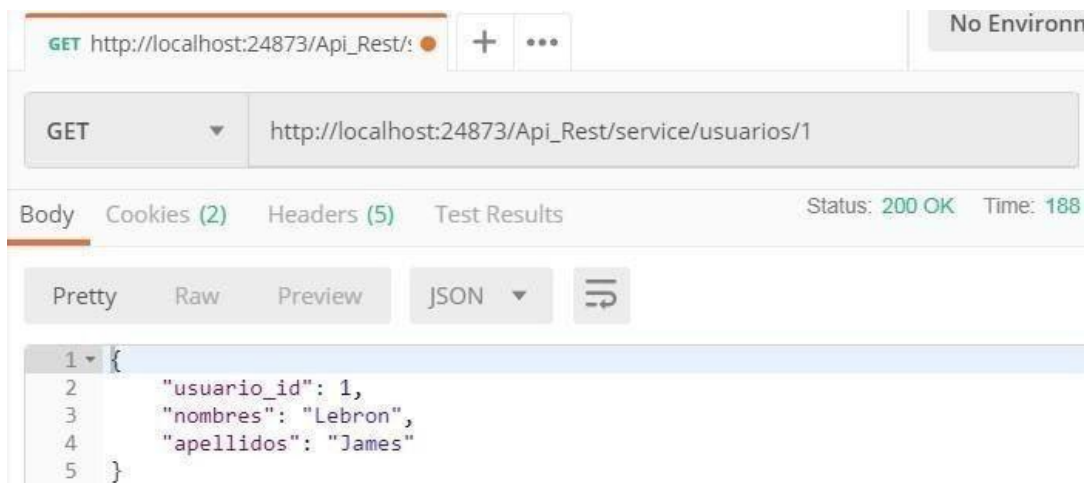 GET http://localhost:24873/Api_Rest/s
No Environm
GET http://localhost:24873/Api_Rest/service/usuarios/1
Body Cookies (2) Headers (5) Test Results Status: 200 OK Time: 188
Pretty Raw Preview JSON
1 {
2 "usuario_id": 1,
3 "nombres": "Lebron",
4 "apellidos": "James"
5 }